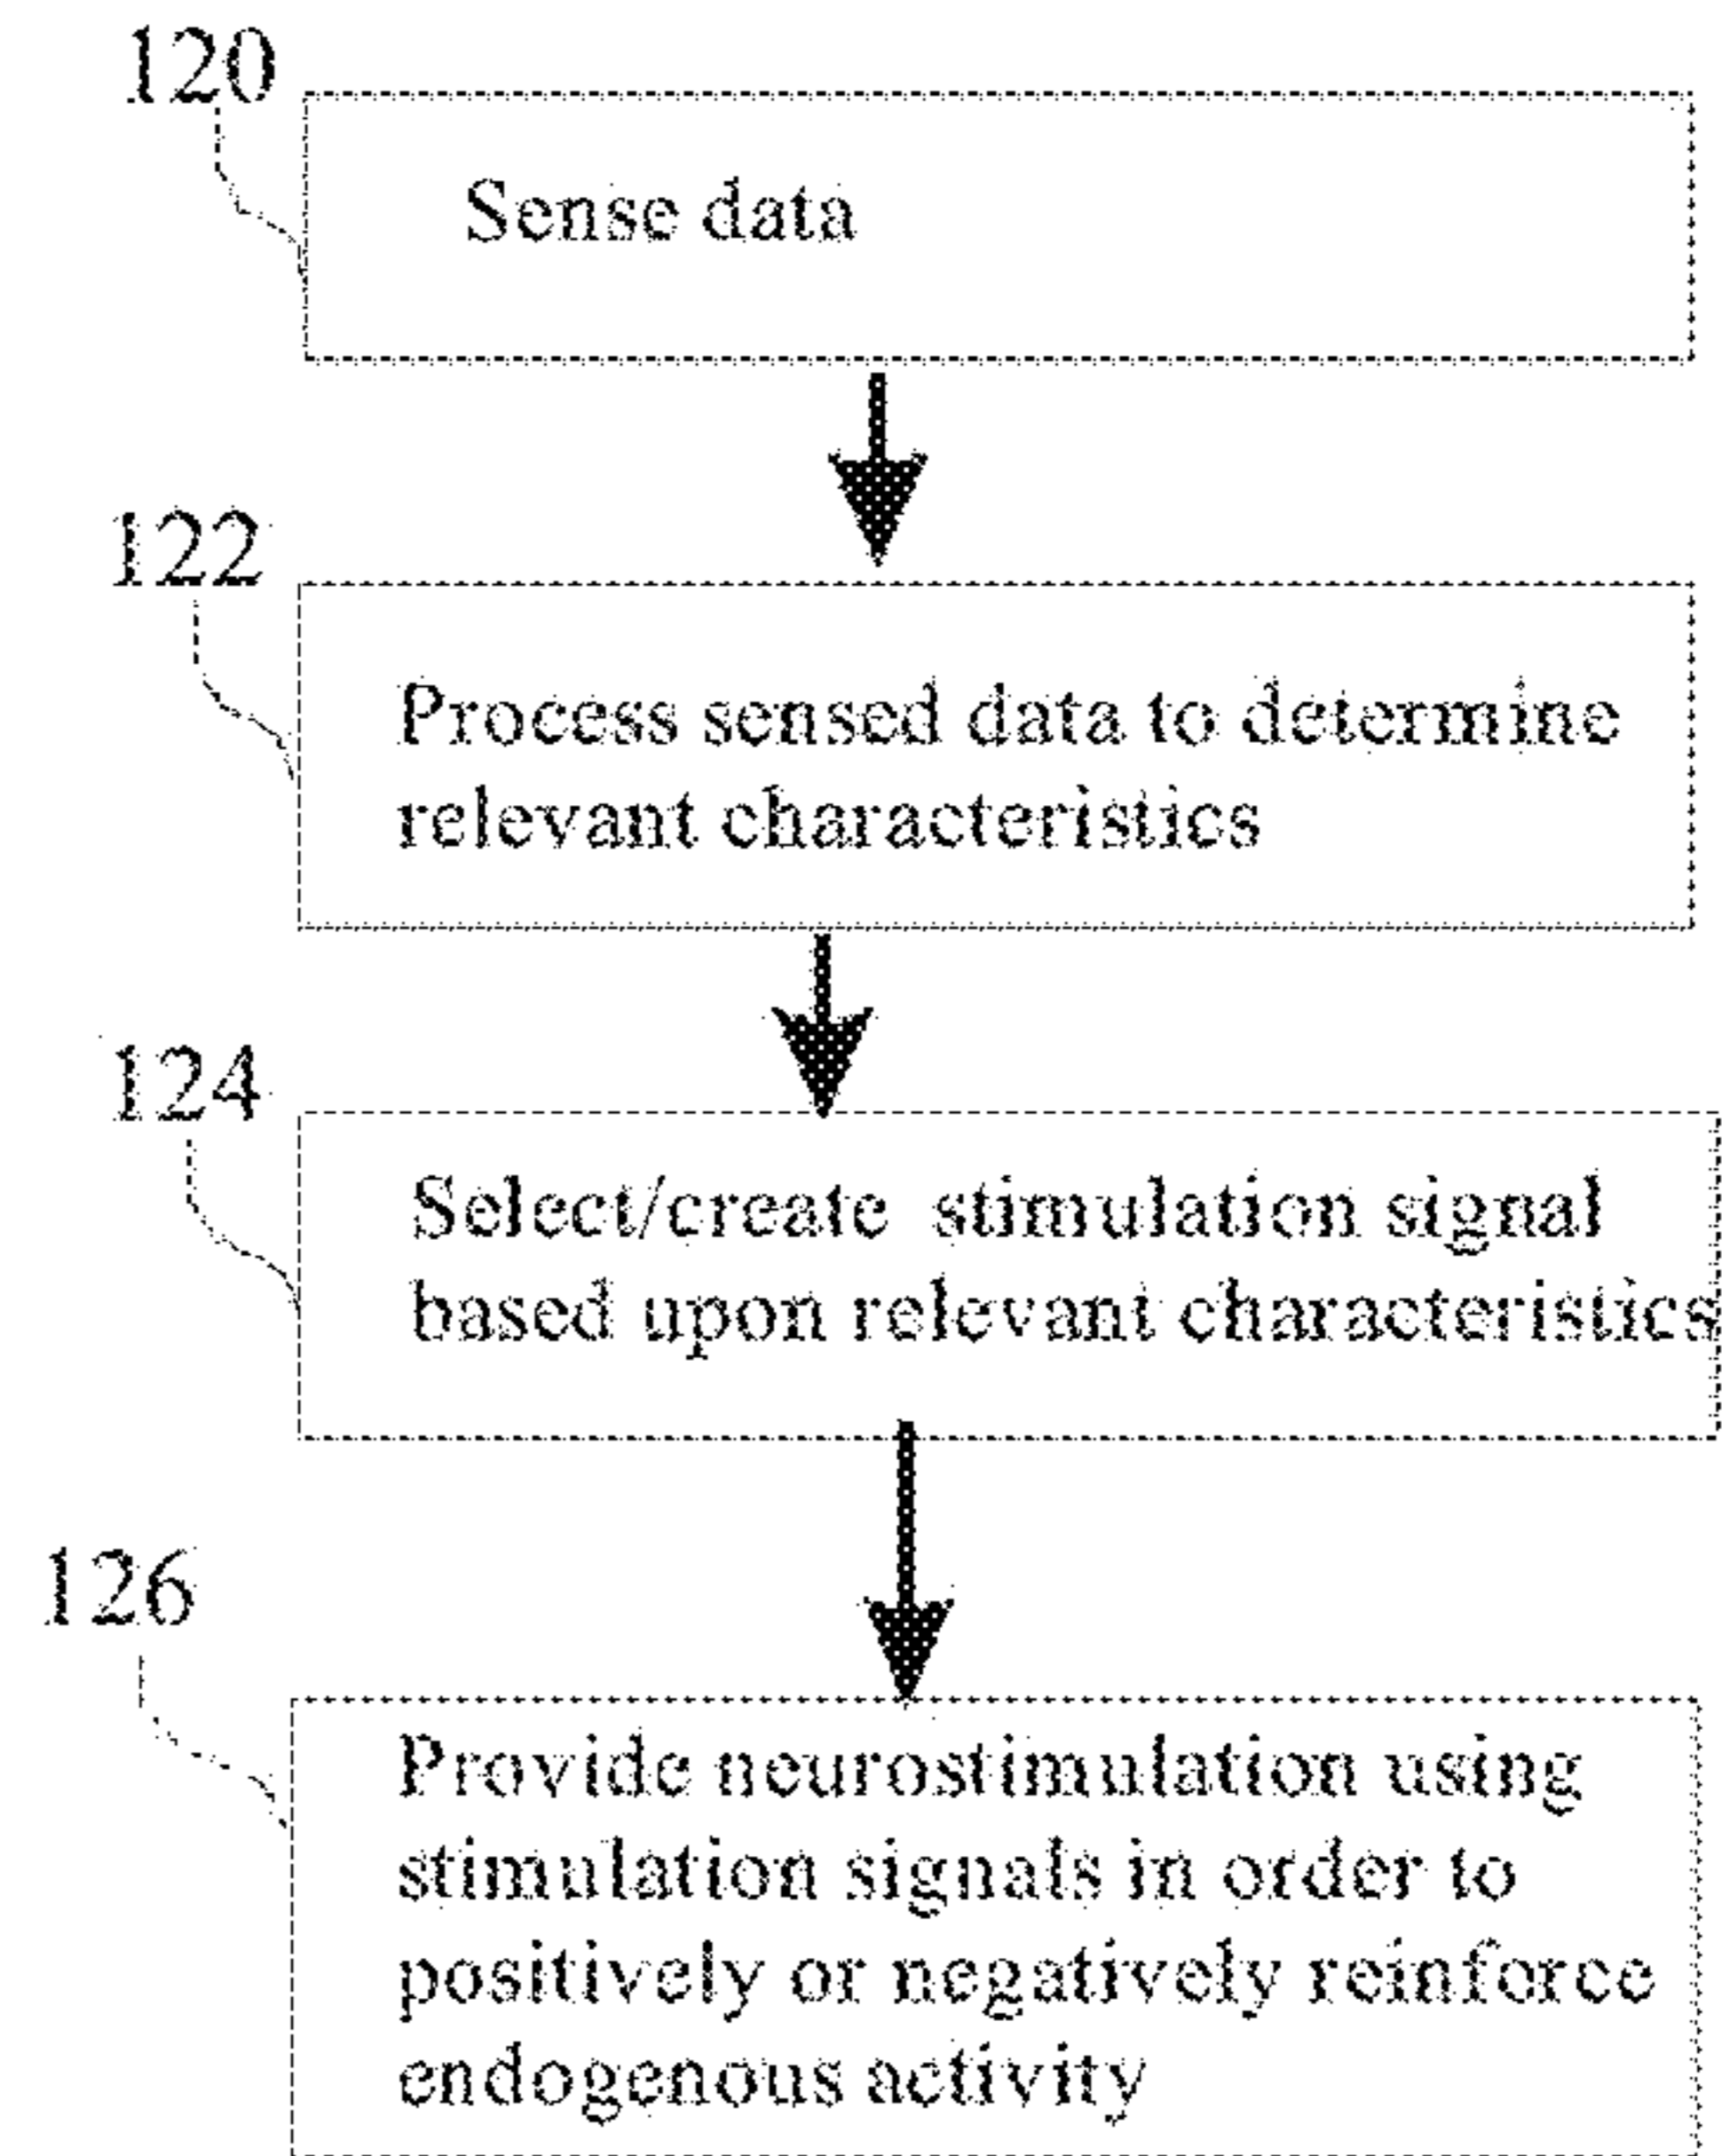 120
Sense data
122
Process sensed data to determine
relevant characteristics
124
Select/create stimulation signal
based upon relevant characteristics
126
Provide neurostimulation using
stimulation signals in order to
positively or negatively reinforce
endogenous activity